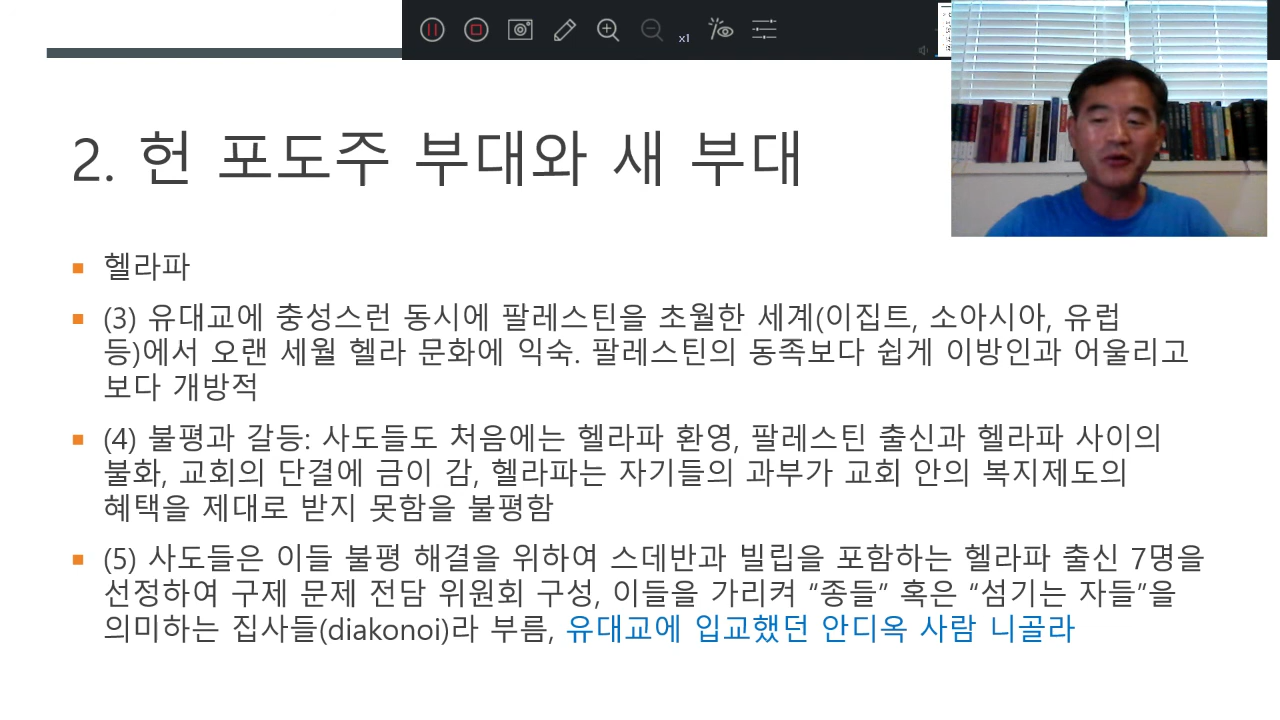 x1
2. 헌 포도주 부대와 새 부대
헬라파
(3) 유대교에 충성스런 동시에 팔레스틴을 초월한 세계(이집트, 소아시아, 유럽
등)에서 오랜 세월 헬라 문화에 익숙. 팔레스틴의 동족보다 쉽게 이방인과 어울리고
보다 개방적
(4) 불평과 갈등: 사도들도 처음에는 헬라파 환영, 팔레스틴 출신과 헬라파 사이의
불화, 교회의 단결에 금이 감, 헬라파는 자기들의 과부가 교회 안의 복지제도의
혜택을 제대로 받지 못함을 불평함
(5) 사도들은 이들 불평 해결을 위하여 스데반과 빌립을 포함하는 헬라파 출신 7명을
선정하여 구제 문제 전담 위원회 구성, 이들을 가리켜 “종들” 혹은 “섬기는 자들”을
의미하는 집사들(diakonoi)라 부름, 유대교에 입교했던 안디옥 사람 니골라